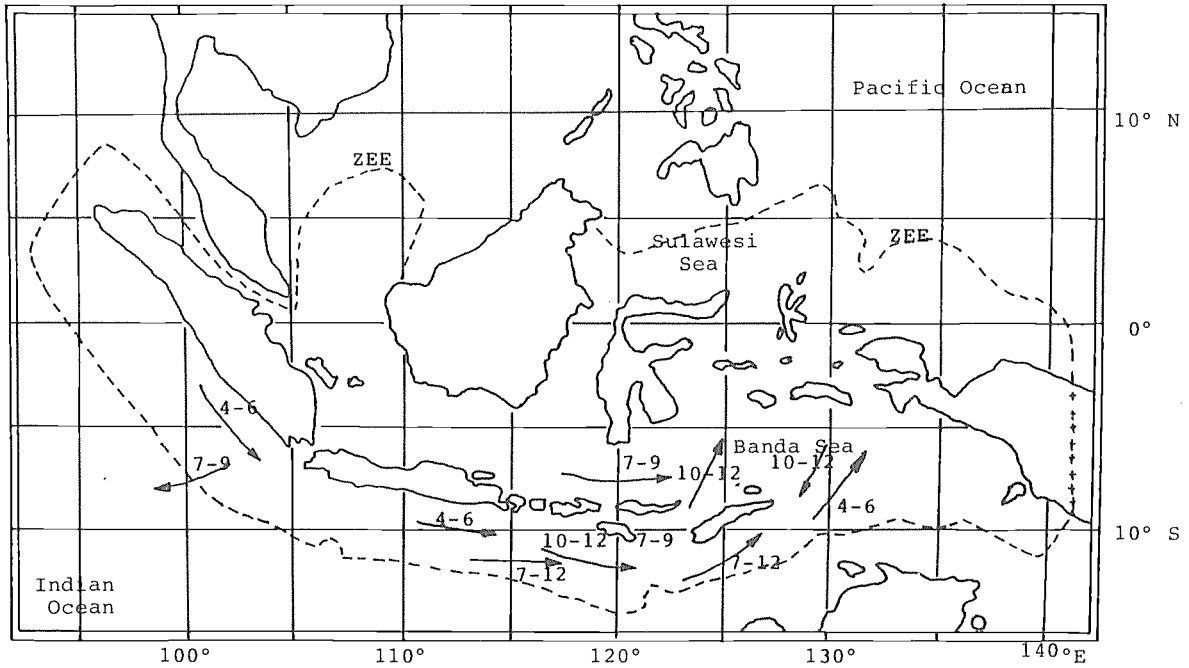 Pacific Ocean
10° N
ZEE
ZEE
Sulawesi
Sea
0°
4-6
Banda Sea
7-9
7-9
10-12
10-12
4-6
4-6
10-12
7-9
10° S
7-12
7-12
Indian
Ocean
100°
110°
120°
130°
140°E